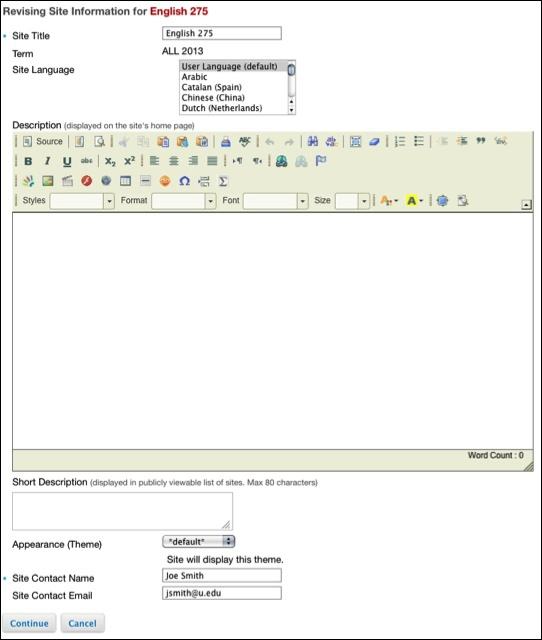 Revising Site Information for English 275
Site Title English 275
Term ALL 2013
Site Language User Language (default)
Arabic
Catalan (Spain)
Chinese (China)
Dutch (Netherlands)
Description (displayed on the site's home page)
Source ABC
B I U abc X2 X2
Ω Σ
Styles Format Font Size A A
Word Count : 0
Short Description (displayed in publicly viewable list of sites. Max 80 characters)
Appearance (Theme) *default*
Site will display this theme.
Site Contact Name Joe Smith
Site Contact Email jsmith@u.edu
Continue Cancel